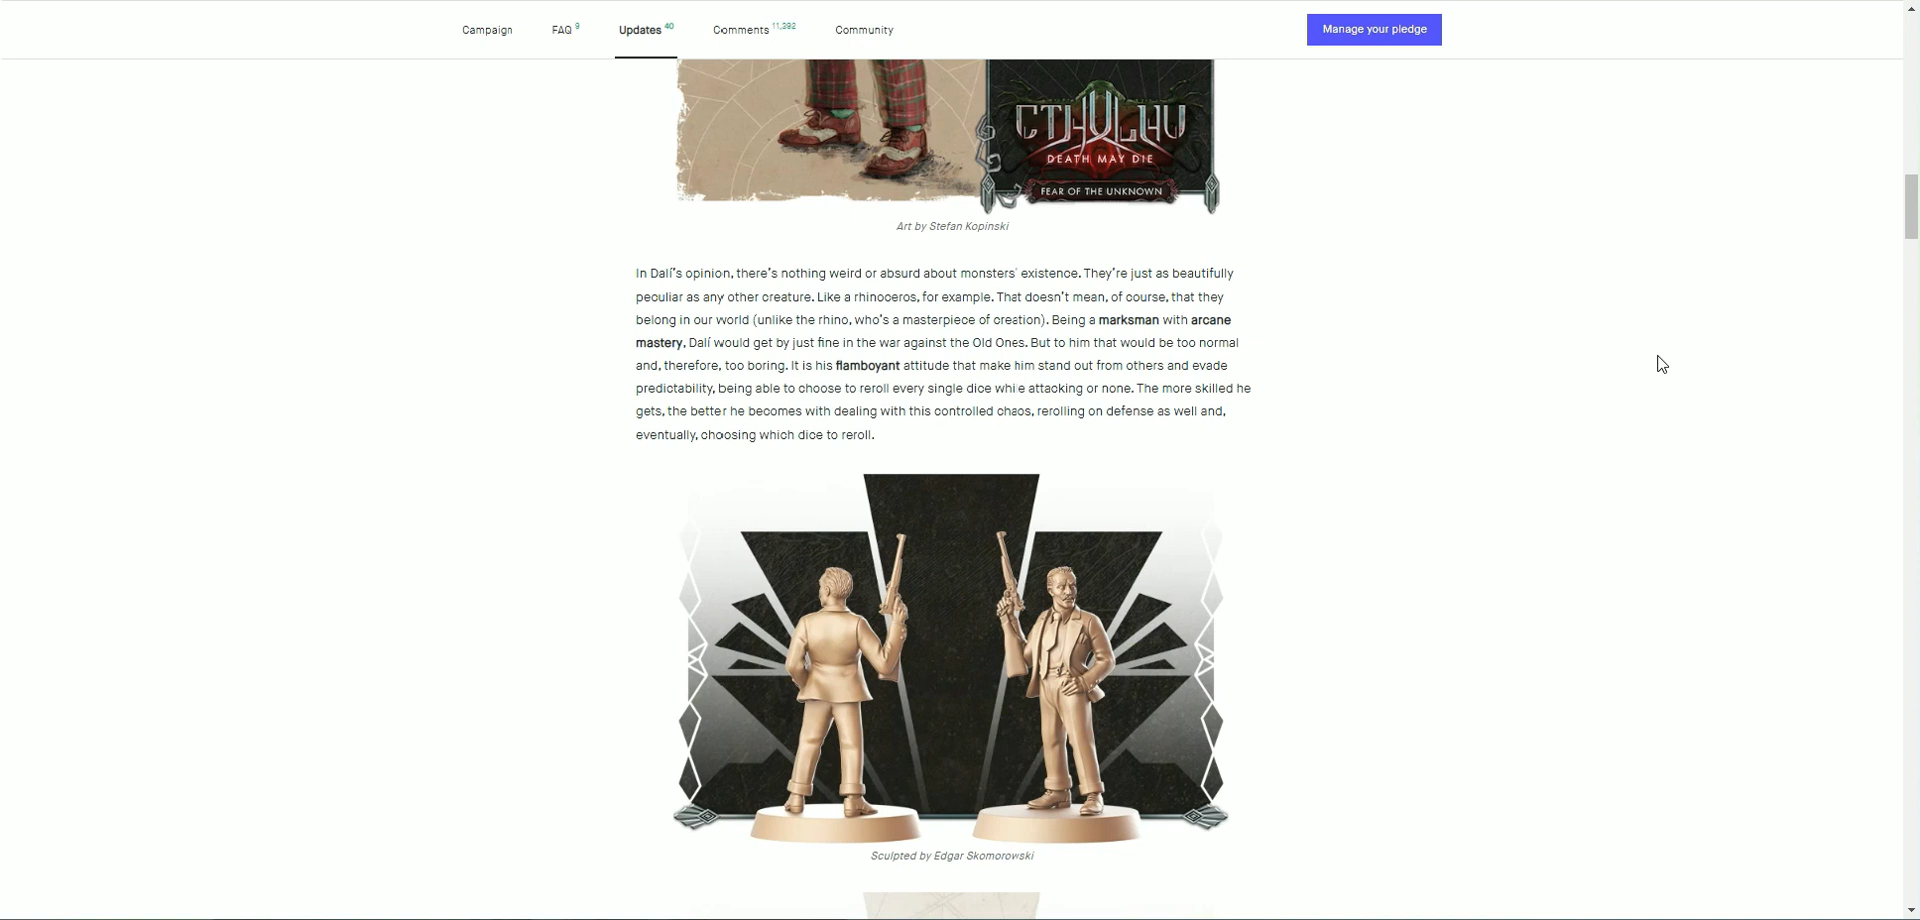 Campaign FAQ 9 Updates 40 Comments 11,392 Community Manage your pledge
CTHULHU
DEATH MAY DIE
FEAR OF THE UNKNOWN
Art by Stefan Kopinski
In Dalí's opinion, there's nothing weird or absurd about monsters' existence. They're just as beautifully
peculiar as any other creature. Like a rhinoceros, for example. That doesn't mean, of course, that they
belong in our world (unlike the rhino, who's a masterpiece of creation). Being a marksman with arcane
mastery, Dalí would get by just fine in the war against the Old Ones. But to him that would be too normal
and, therefore, too boring. It is his flamboyant attitude that make him stand out from others and evade
predictability, being able to choose to reroll every single dice while attacking or none. The more skilled he
gets, the better he becomes with dealing with this controlled chaos, rerolling on defense as well and,
eventually, choosing which dice to reroll.
Sculpted by Edgar Skomorowski